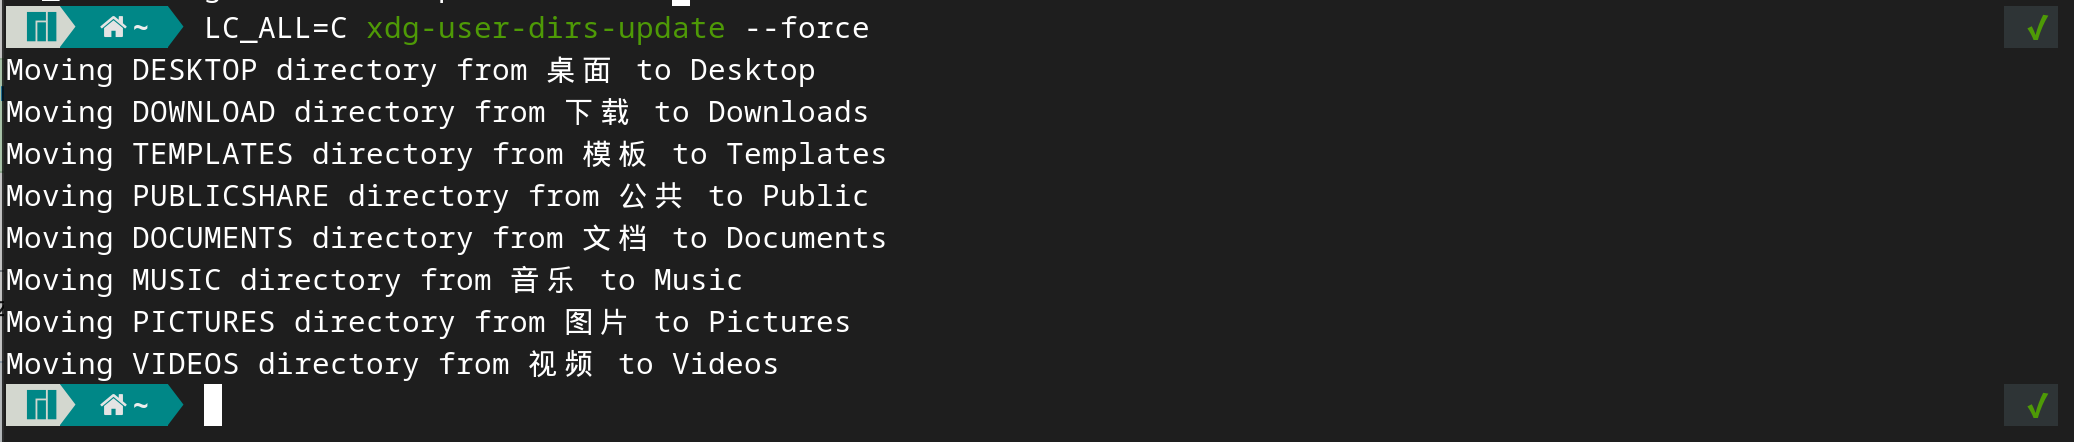 ~ LC_ALL=C xdg-user-dirs-update --force ✓
Moving DESKTOP directory from 桌面 to Desktop
Moving DOWNLOAD directory from 下载 to Downloads
Moving TEMPLATES directory from 模板 to Templates
Moving PUBLICSHARE directory from 公共 to Public
Moving DOCUMENTS directory from 文档 to Documents
Moving MUSIC directory from 音乐 to Music
Moving PICTURES directory from 图片 to Pictures
Moving VIDEOS directory from 视频 to Videos
~ ✓